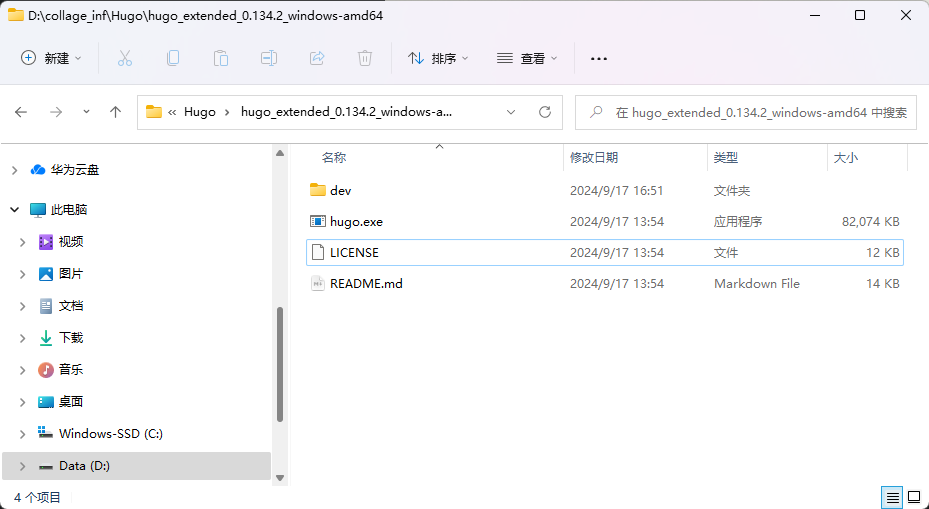 D:\collage_inf\Hugo\hugo_extended_0.134.2_windows-amd64
新建 排序 查看 ···
« Hugo › hugo_extended_0.134.2_windows-a... 在 hugo_extended_0.134.2_windows-amd64 中搜索
华为云盘
此电脑
视频
图片
文档
下载
音乐
桌面
Windows-SSD (C:)
Data (D:)
名称 修改日期 类型 大小
dev 2024/9/17 16:51 文件夹
hugo.exe 2024/9/17 13:54 应用程序 82,074 KB
LICENSE 2024/9/17 13:54 文件 12 KB
README.md 2024/9/17 13:54 Markdown File 14 KB
4 个项目